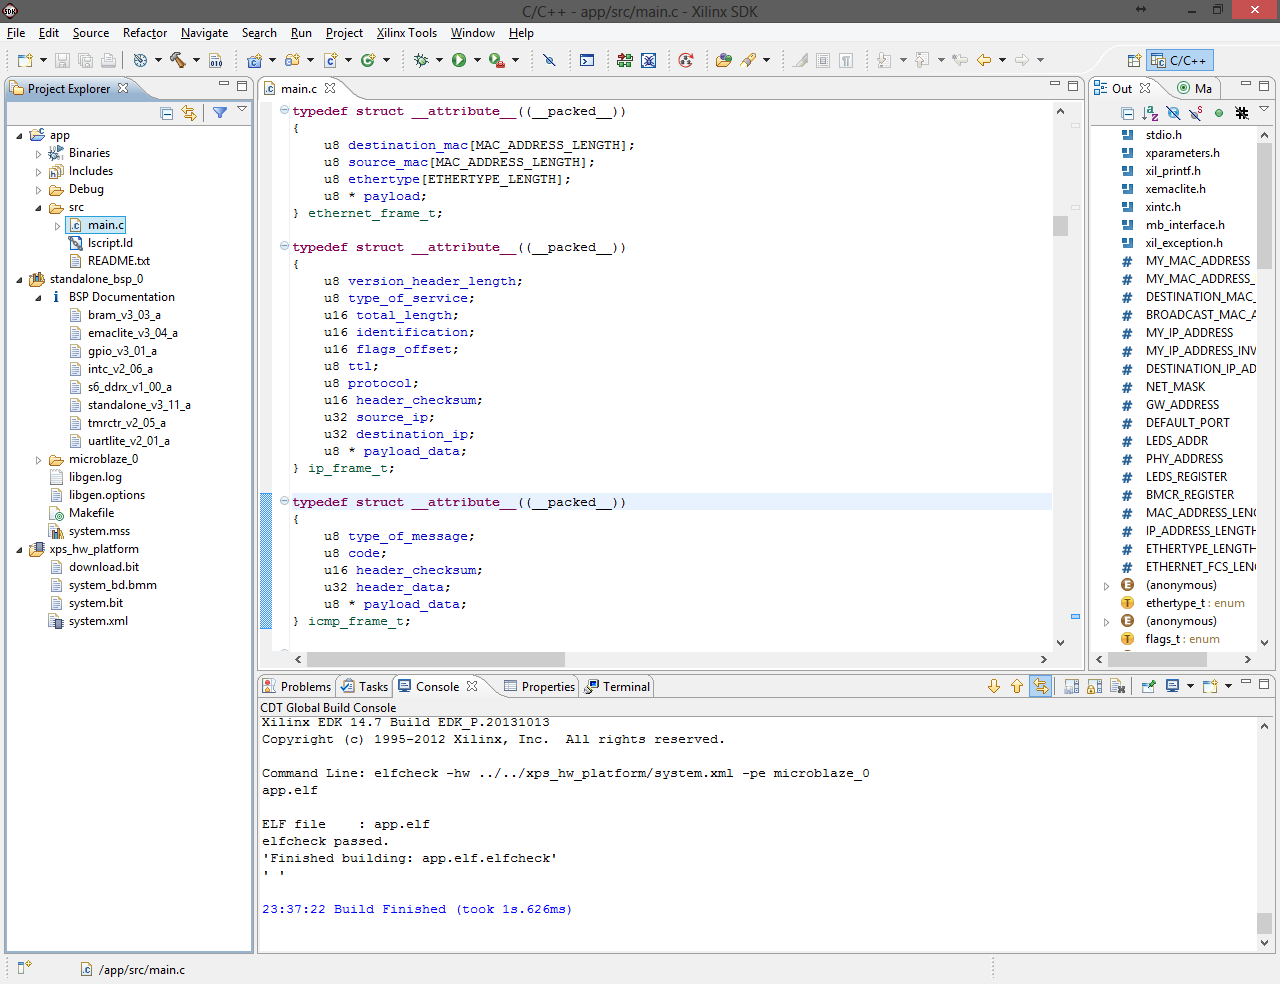 C/C++ - app/src/main.c - Xilinx SDK
File Edit Source Refactor Navigate Search Run Project Xilinx Tools Window Help
C/C++
Project Explorer
app
Binaries
Includes
Debug
src
main.c
lscript.ld
README.txt
standalone_bsp_0
BSP Documentation
bram_v3_03_a
emaclite_v3_04_a
gpio_v3_01_a
intc_v2_06_a
s6_ddrx_v1_00_a
standalone_v3_11_a
tmrctr_v2_05_a
uartlite_v2_01_a
microblaze_0
libgen.log
libgen.options
Makefile
system.mss
xps_hw_platform
download.bit
system_bd.bmm
system.bit
system.xml
main.c
typedef struct __attribute__((__packed__))
{
u8 destination_mac[MAC_ADDRESS_LENGTH];
u8 source_mac[MAC_ADDRESS_LENGTH];
u8 ethertype[ETHERTYPE_LENGTH];
u8 * payload;
} ethernet_frame_t;
typedef struct __attribute__((__packed__))
{
u8 version_header_length;
u8 type_of_service;
u16 total_length;
u16 identification;
u16 flags_offset;
u8 ttl;
u8 protocol;
u16 header_checksum;
u32 source_ip;
u32 destination_ip;
u8 * payload_data;
} ip_frame_t;
typedef struct __attribute__((__packed__))
{
u8 type_of_message;
u8 code;
u16 header_checksum;
u32 header_data;
u8 * payload_data;
} icmp_frame_t;
Out Ma
stdio.h
xparameters.h
xil_printf.h
xemaclite.h
xintc.h
mb_interface.h
xil_exception.h
MY_MAC_ADDRESS
MY_MAC_ADDRESS_
DESTINATION_MAC_
BROADCAST_MAC_A
MY_IP_ADDRESS
MY_IP_ADDRESS_INV
DESTINATION_IP_AD
NET_MASK
GW_ADDRESS
DEFAULT_PORT
LEDS_ADDR
PHY_ADDRESS
LEDS_REGISTER
BMCR_REGISTER
MAC_ADDRESS_LENG
IP_ADDRESS_LENGTH
ETHERTYPE_LENGTH
ETHERNET_FCS_LENG
(anonymous)
ethertype_t : enum
(anonymous)
flags_t : enum
Problems Tasks Console Properties Terminal
CDT Global Build Console
Xilinx EDK 14.7 Build EDK_P.20131013
Copyright (c) 1995-2012 Xilinx, Inc.  All rights reserved.
Command Line: elfcheck -hw ../../xps_hw_platform/system.xml -pe microblaze_0
app.elf
ELF file    : app.elf
elfcheck passed.
'Finished building: app.elf.elfcheck'
' '
23:37:22 Build Finished (took 1s.626ms)
/app/src/main.c